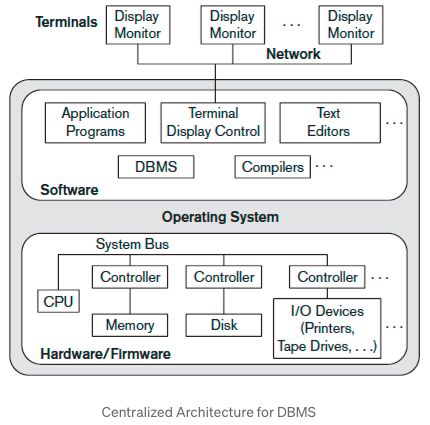 Terminals
Display
Monitor
Display
Monitor
...
Display
Monitor
Network
Application
Programs
Terminal
Display Control
Text
Editors
...
DBMS
Compilers
...
Software
Operating System
System Bus
Controller
Controller
Controller
...
CPU
Memory
Disk
I/O Devices
(Printers,
Tape Drives, . . .)
...
Hardware/Firmware
Centralized Architecture for DBMS